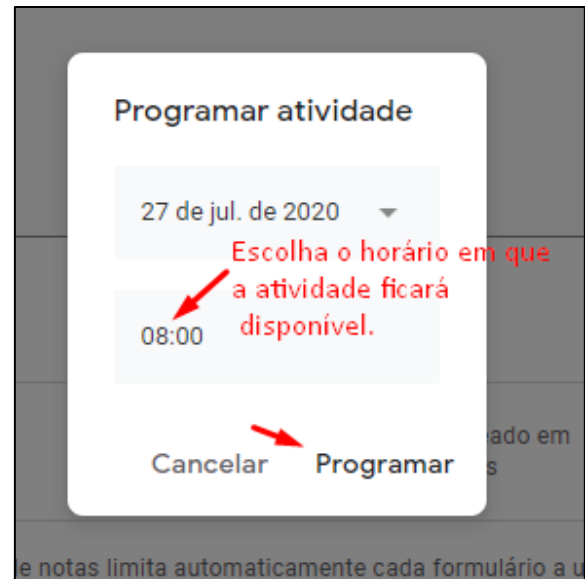 Programar atividade
27 de jul. de 2020
Escolha o horário em que
a atividade ficará
disponível.
08:00
ado em
Cancelar Programar
s
e notas limita automaticamente cada formulário a u